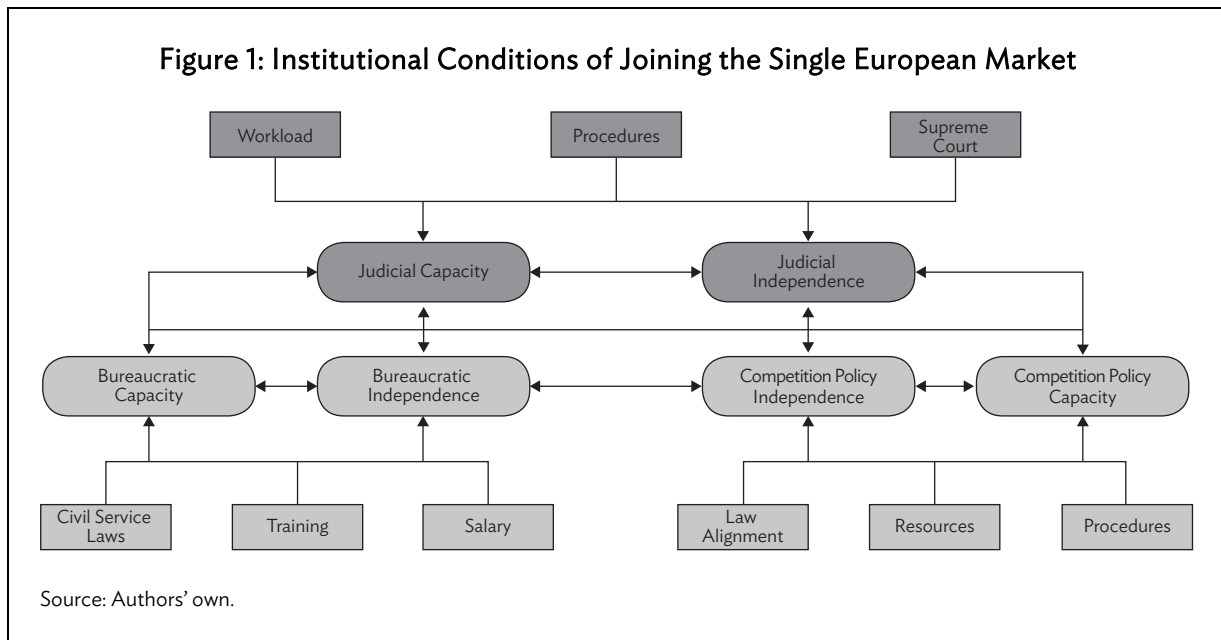 Figure 1: Institutional Conditions of Joining the Single European Market
Workload
Procedures
Supreme
Court
Judicial Capacity
Judicial
Independence
Bureaucratic
Capacity
Bureaucratic
Independence
Competition Policy
Independence
Competition Policy
Capacity
Civil Service
Laws
Training
Salary
Law
Alignment
Resources
Procedures
Source: Authors' own.